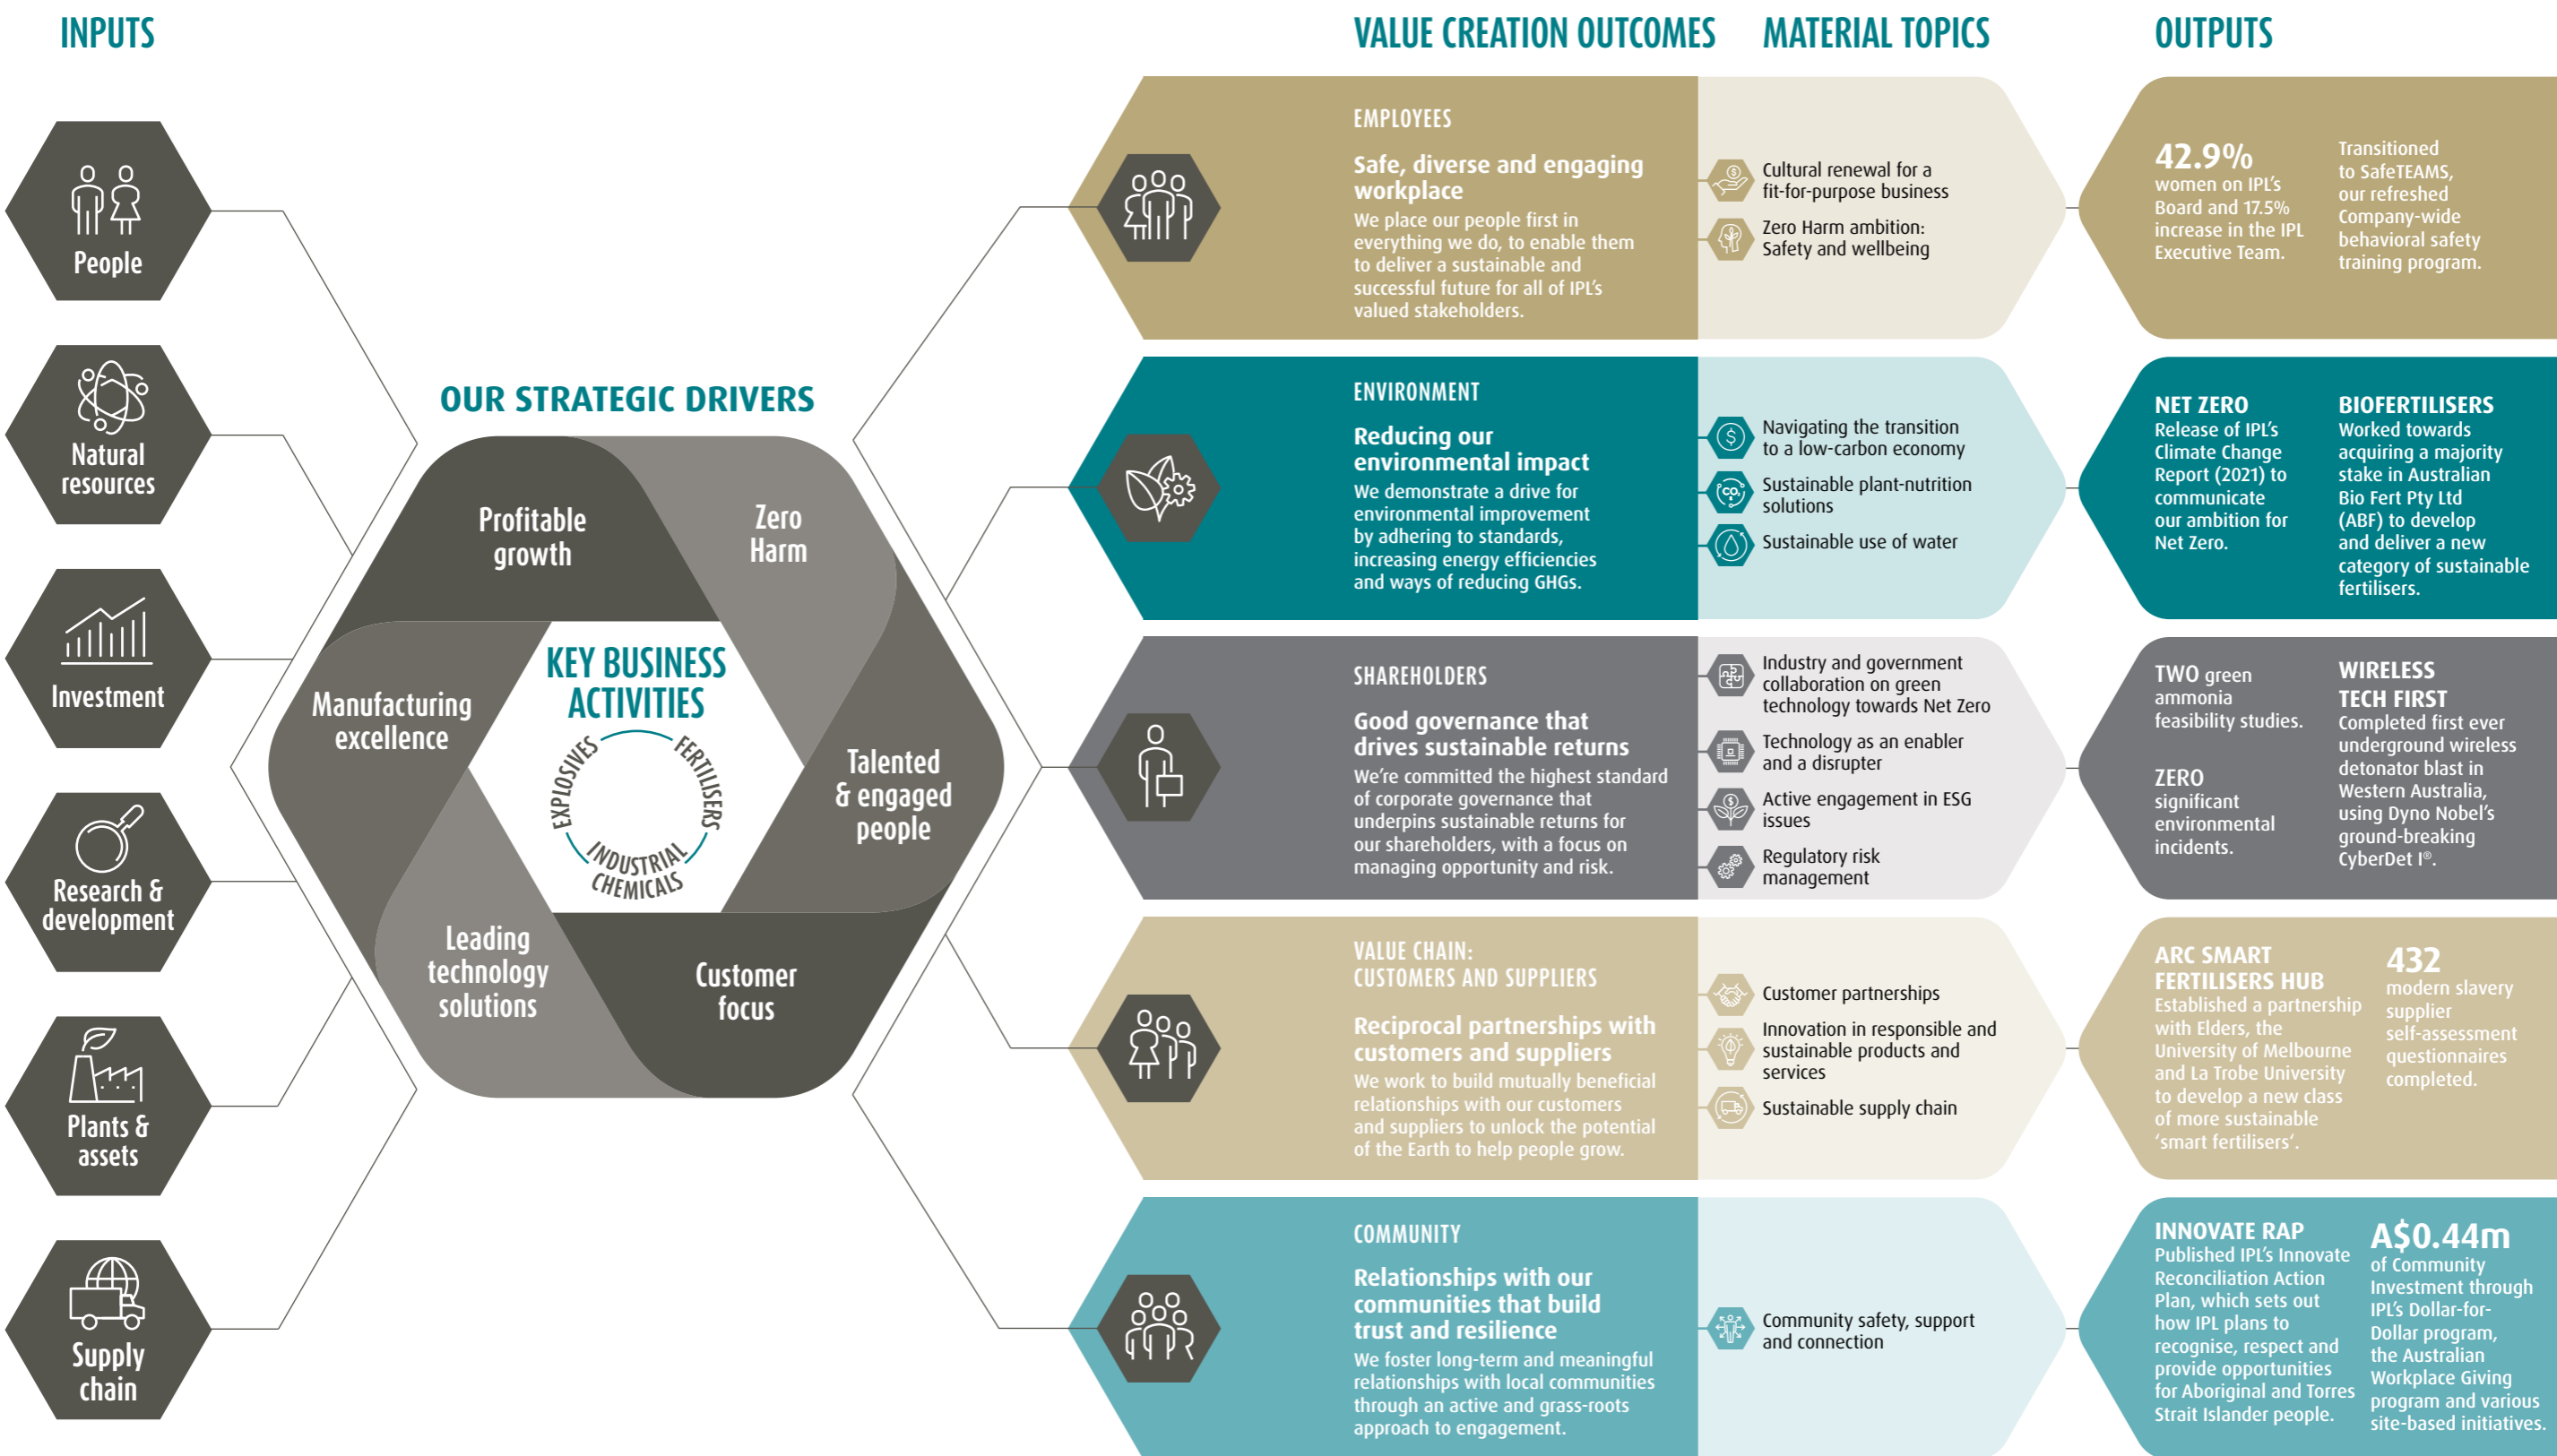 INPUTS
People
Natural
resources
Investment
Research &
development
Plants &
assets
Supply
chain
OUR STRATEGIC DRIVERS
Profitable
growth
Zero
Harm
Manufacturing
excellence
Talented
& engaged
people
Leading
technology
solutions
Customer
focus
KEY BUSINESS
ACTIVITIES
EXPLOSIVES
FERTILISERS
INDUSTRIAL
CHEMICALS
VALUE CREATION OUTCOMES
MATERIAL TOPICS
OUTPUTS
EMPLOYEES
Safe, diverse and engaging
workplace
We place our people first in
everything we do, to enable them
to deliver a sustainable and
successful future for all of IPL's
valued stakeholders.
Cultural renewal for a
fit-for-purpose business
Zero Harm ambition:
Safety and wellbeing
42.9%
women on IPL's
Board and 17.5%
increase in the IPL
Executive Team.
Transitioned
to SafeTEAMS,
our refreshed
Company-wide
behavioral safety
training program.
ENVIRONMENT
Reducing our
environmental impact
We demonstrate a drive for
environmental improvement
by adhering to standards,
increasing energy efficiencies
and ways of reducing GHGs.
Navigating the transition
to a low-carbon economy
Sustainable plant-nutrition
solutions
Sustainable use of water
NET ZERO
Release of IPL's
Climate Change
Report (2021) to
communicate
our ambition for
Net Zero.
BIOFERTILISERS
Worked towards
acquiring a majority
stake in Australian
Bio Fert Pty Ltd
(ABF) to develop
and deliver a new
category of sustainable
fertilisers.
SHAREHOLDERS
Good governance that
drives sustainable returns
We're committed the highest standard
of corporate governance that
underpins sustainable returns for
our shareholders, with a focus on
managing opportunity and risk.
Industry and government
collaboration on green
technology towards Net Zero
Technology as an enabler
and a disrupter
Active engagement in ESG
issues
Regulatory risk
management
TWO green
ammonia
feasibility studies.
ZERO
significant
environmental
incidents.
WIRELESS
TECH FIRST
Completed first ever
underground wireless
detonator blast in
Western Australia,
using Dyno Nobel's
ground-breaking
CyberDet I®.
VALUE CHAIN:
CUSTOMERS AND SUPPLIERS
Reciprocal partnerships with
customers and suppliers
We work to build mutually beneficial
relationships with our customers
and suppliers to unlock the potential
of the Earth to help people grow.
Customer partnerships
Innovation in responsible and
sustainable products and
services
Sustainable supply chain
ARC SMART
FERTILISERS HUB
Established a partnership
with Elders, the
University of Melbourne
and La Trobe University
to develop a new class
of more sustainable
'smart fertilisers'.
432
modern slavery
supplier
self-assessment
questionnaires
completed.
COMMUNITY
Relationships with our
communities that build
trust and resilience
We foster long-term and meaningful
relationships with local communities
through an active and grass-roots
approach to engagement.
Community safety, support
and connection
INNOVATE RAP
Published IPL's Innovate
Reconciliation Action
Plan, which sets out
how IPL plans to
recognise, respect and
provide opportunities
for Aboriginal and Torres
Strait Islander people.
A$0.44m
of Community
Investment through
IPL's Dollar-for-
Dollar program,
the Australian
Workplace Giving
program and various
site-based initiatives.